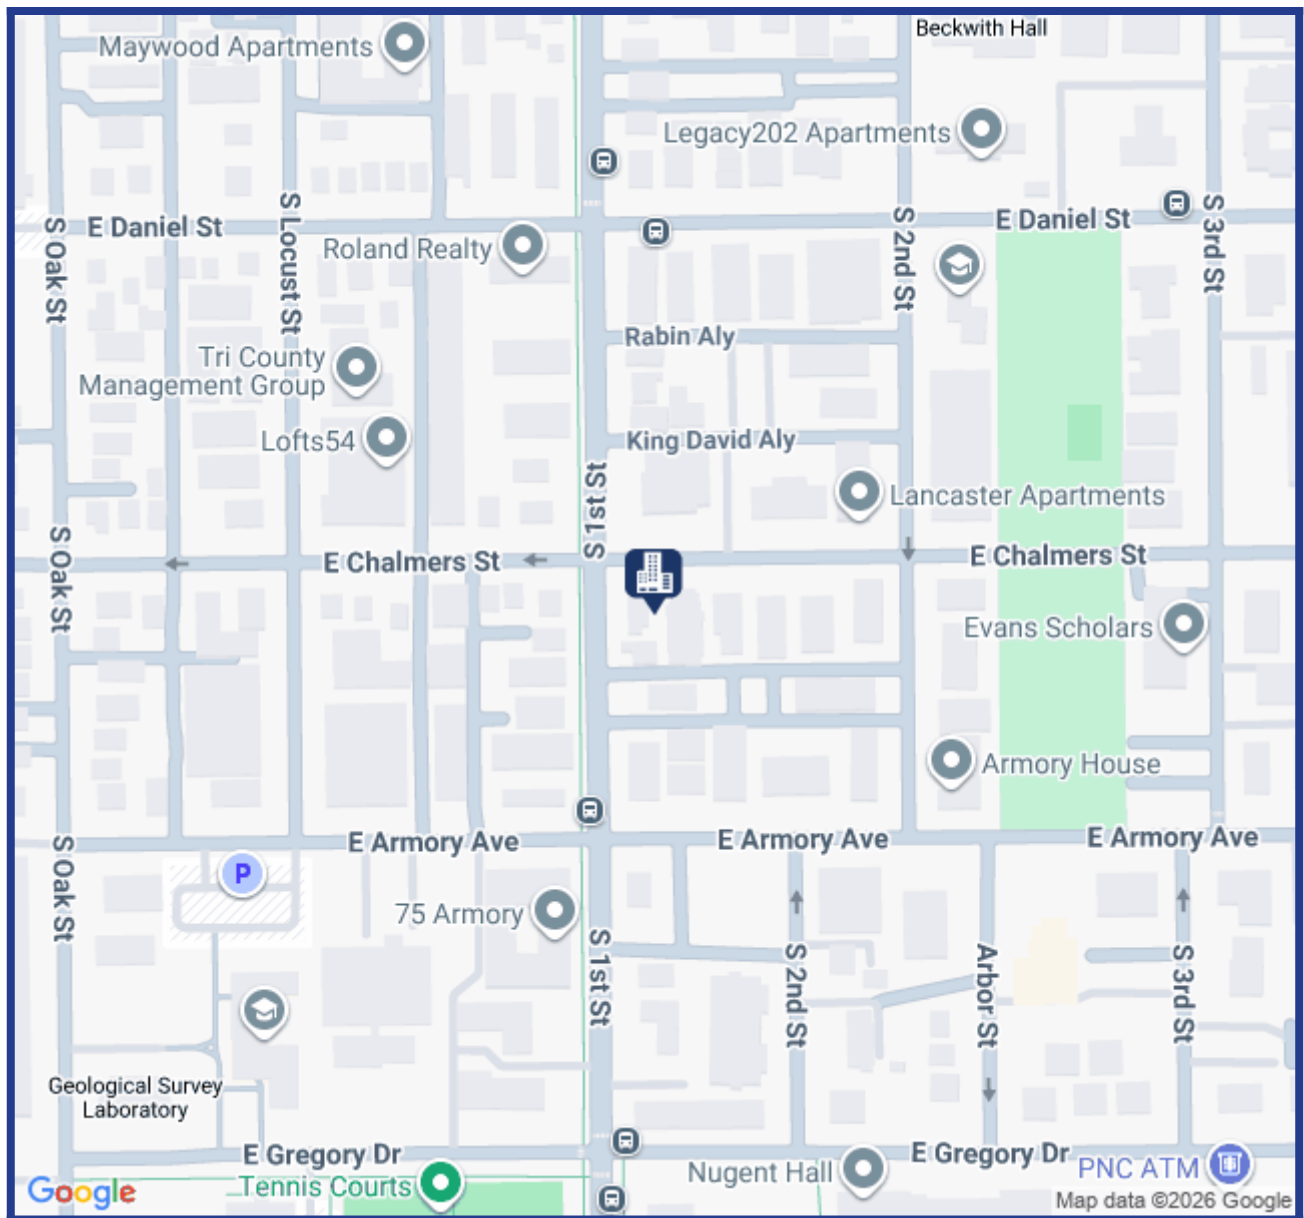 Beckwith Hall
Maywood Apartments
Legacy202 Apartments
S Oak St
E Daniel St
S Locust St
Roland Realty
S 2nd St
E Daniel St
S 3rd St
Rabin Aly
Tri County
Management Group
Lofts54
King David Aly
S 1st St
Lancaster Apartments
S Oak St
E Chalmers St
E Chalmers St
Evans Scholars
Armory House
S Oak St
E Armory Ave
E Armory Ave
E Armory Ave
P
75 Armory
S 1st St
S 2nd St
Arbor St
S 3rd St
Geological Survey
Laboratory
E Gregory Dr
E Gregory Dr
Tennis Courts
Nugent Hall
PNC ATM
Google
Map data ©2026 Google